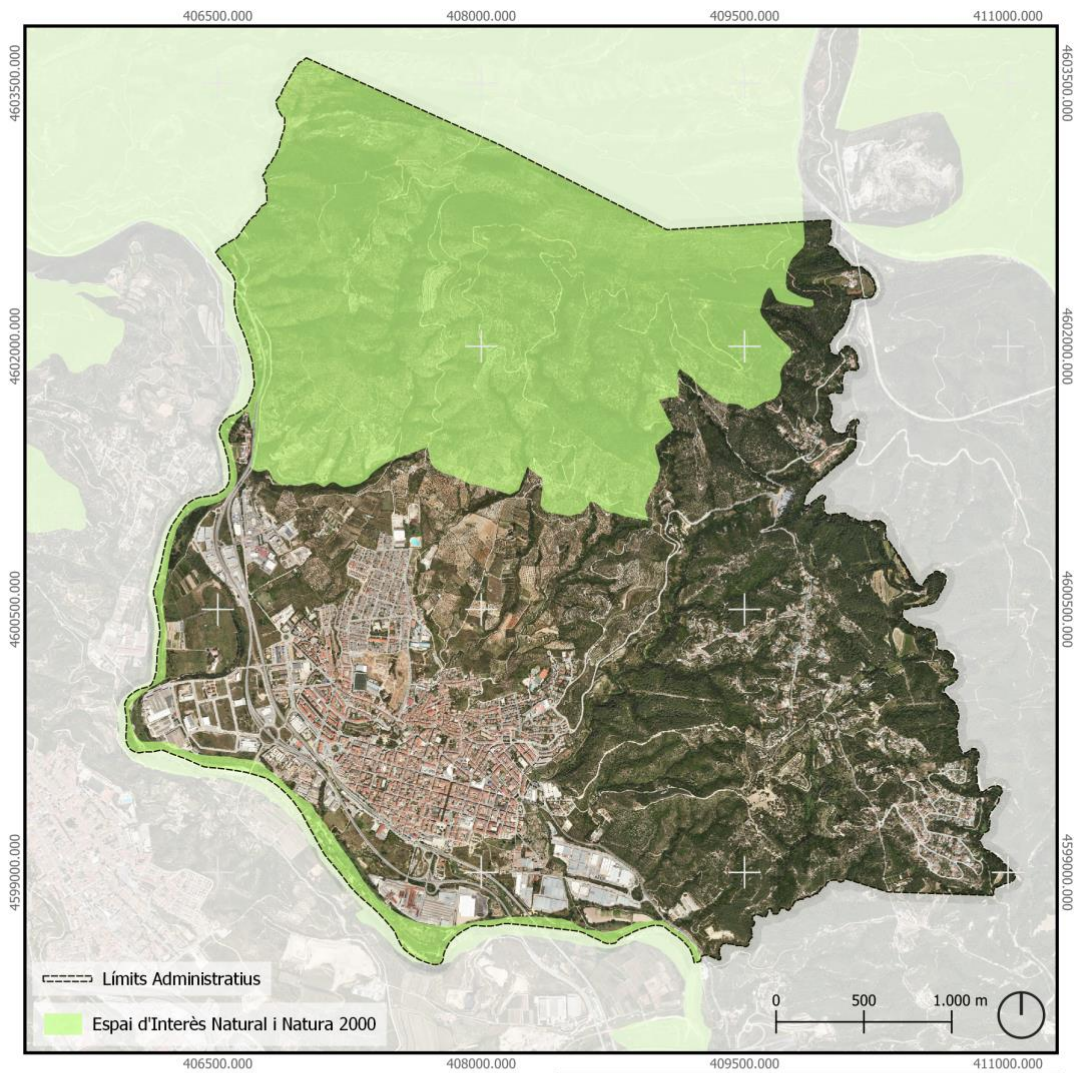 406500.000 408000.000 409500.000 411000.000
4603500.000 4603500.000
4602000.000 4602000.000
4600500.000 4600500.000
4599000.000 4599000.000
Límits Administratius
Espai d'Interès Natural i Natura 2000
0 500 1.000 m
406500.000 408000.000 409500.000 411000.000